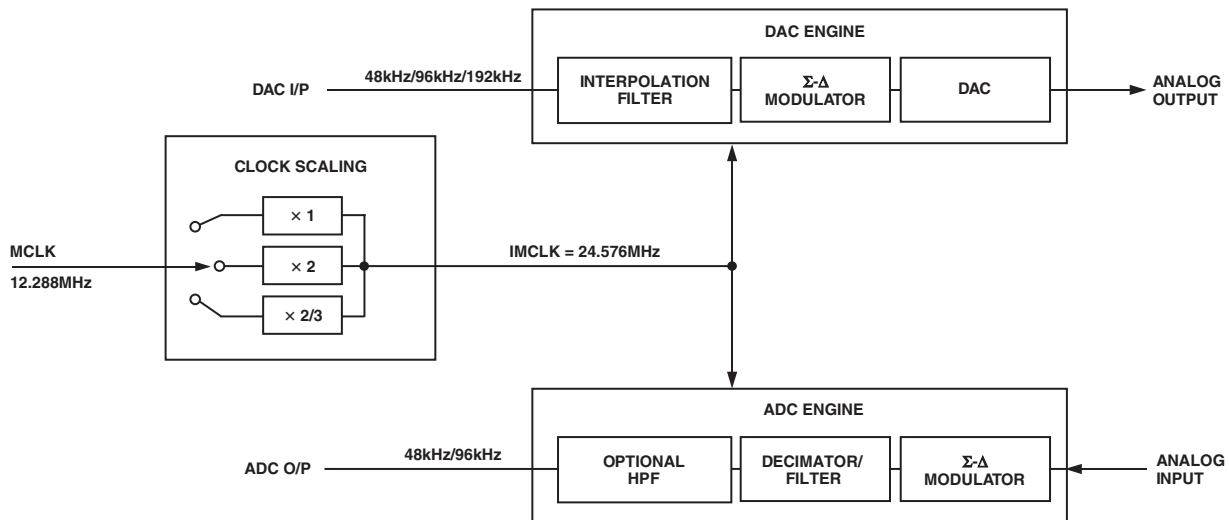 DAC ENGINE
48kHz/96kHz/192kHz
DAC I/P
INTERPOLATION
FILTER
Σ-Δ
MODULATOR
DAC
ANALOG
OUTPUT
CLOCK SCALING
× 1
MCLK
12.288MHz
× 2
IMCLK = 24.576MHz
× 2/3
ADC ENGINE
48kHz/96kHz
ADC O/P
OPTIONAL
HPF
DECIMATOR/
FILTER
Σ-Δ
MODULATOR
ANALOG
INPUT